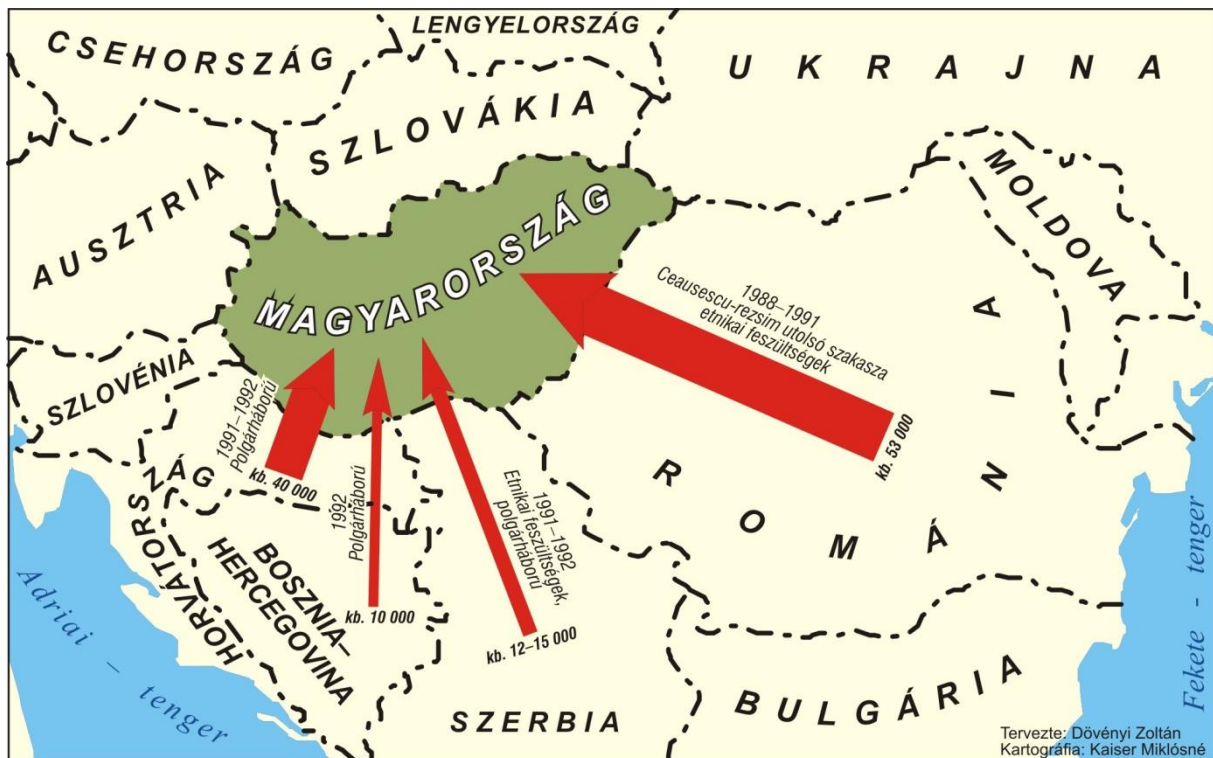 CSEHORSZÁG
LENGYELORSZÁG
UKRAJNA
SZLOVÁKIA
MOLDOVA
AUSZTRIA
MAGYARORSZÁG
1988–1991
Ceausescu-rezsim utolsó szakasza
etnikai feszültségek
kb. 53 000
SZLOVÉNIA
1991–1992
Polgárháború
kb. 40 000
1992
Polgárháború
kb. 10 000
1991–1992
Etnikai feszültségek,
polgárháború
kb. 12–15 000
ROMÁNIA
HORVÁTORSZÁG
BOSZNIA–
HERCEGOVINA
SZERBIA
BULGÁRIA
Adriai – tenger
Fekete - tenger
Tervezte: Dövényi Zoltán
Kartográfia: Kaiser Miklósné